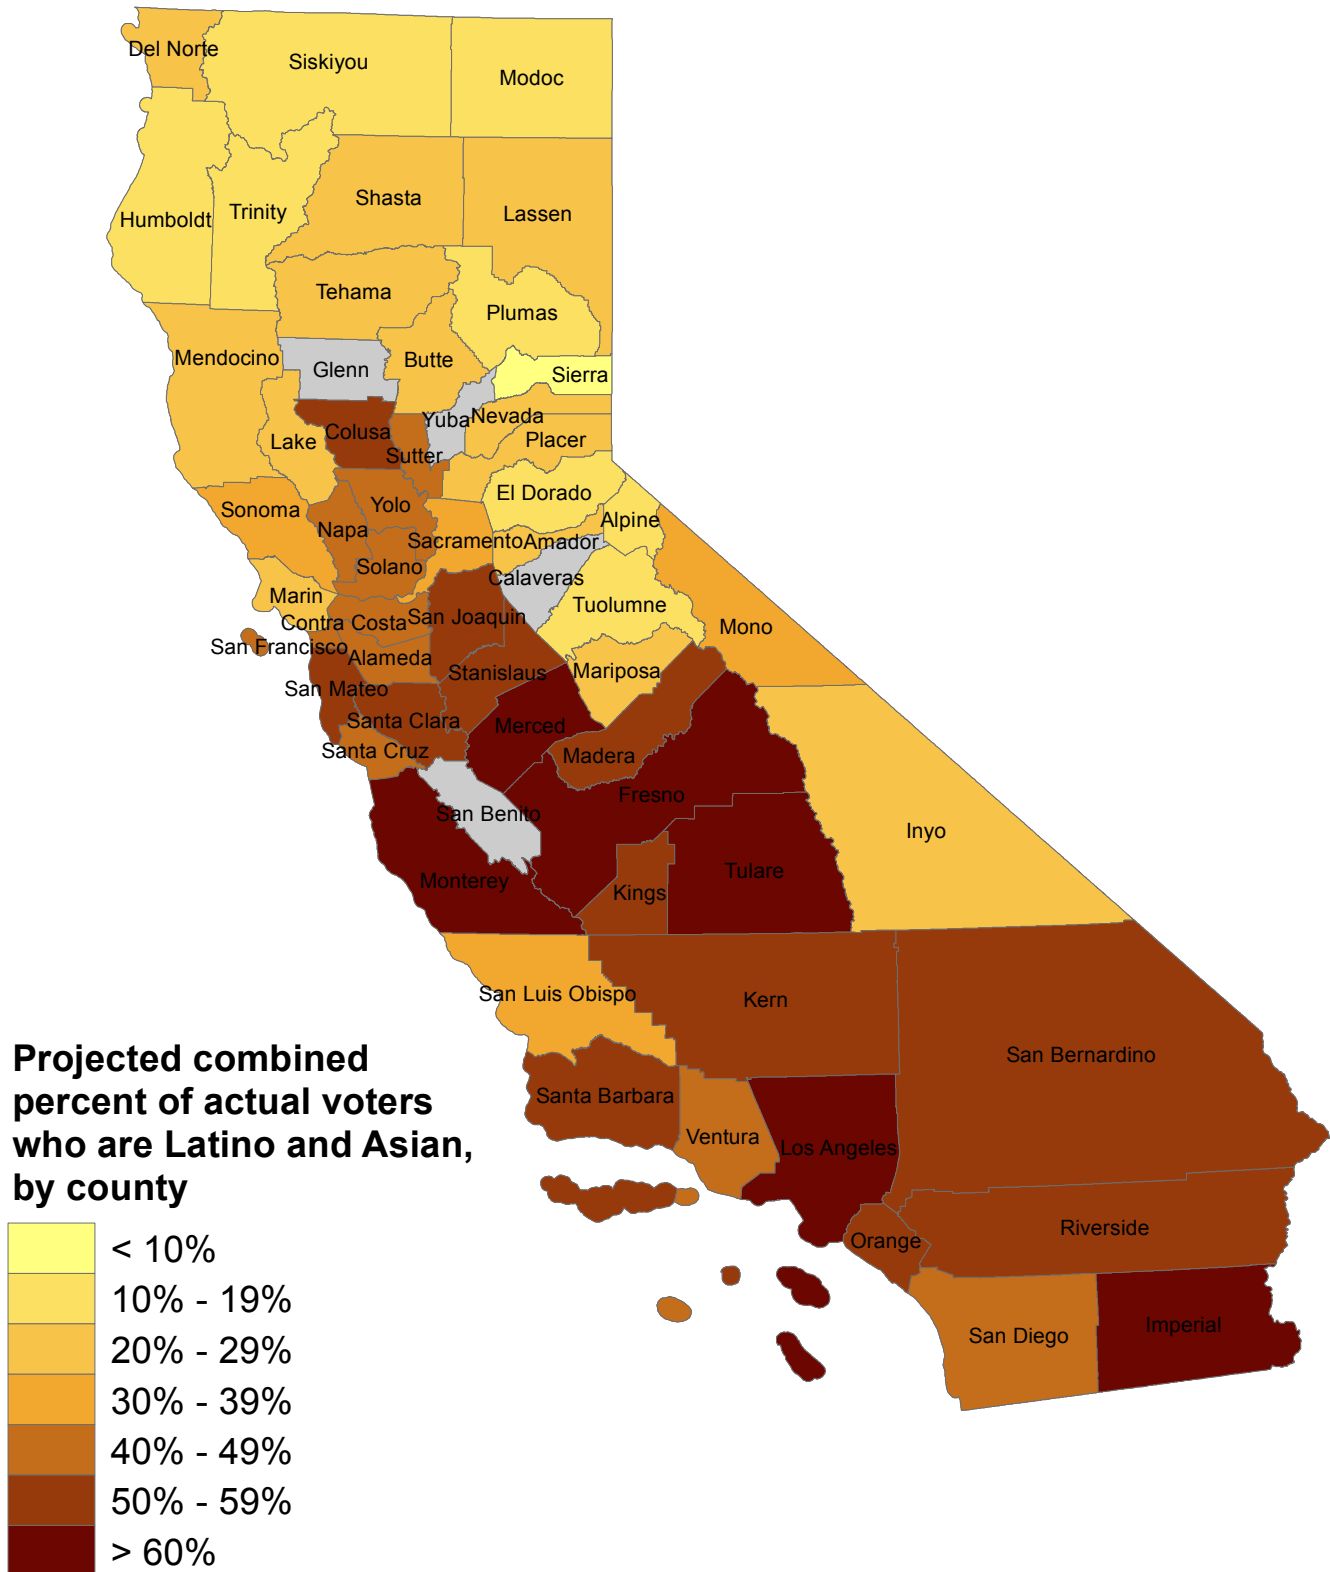 Del Norte
Siskiyou
Modoc
Humboldt
Trinity
Shasta
Lassen
Tehama
Plumas
Mendocino
Glenn
Butte
Sierra
Lake
Colusa
Sutter
Yuba
Nevada
Placer
Sonoma
Napa
Yolo
El Dorado
Alpine
Sacramento
Amador
Solano
Calaveras
Marin
Contra Costa
San Joaquin
Tuolumne
Mono
San Francisco
Alameda
Stanislaus
Mariposa
San Mateo
Santa Clara
Merced
Santa Cruz
Madera
Fresno
San Benito
Inyo
Monterey
Kings
Tulare
San Luis Obispo
Kern
San Bernardino
Santa Barbara
Ventura
Los Angeles
Orange
Riverside
San Diego
Imperial
Projected combined
percent of actual voters
who are Latino and Asian,
by county
< 10%
10% - 19%
20% - 29%
30% - 39%
40% - 49%
50% - 59%
> 60%